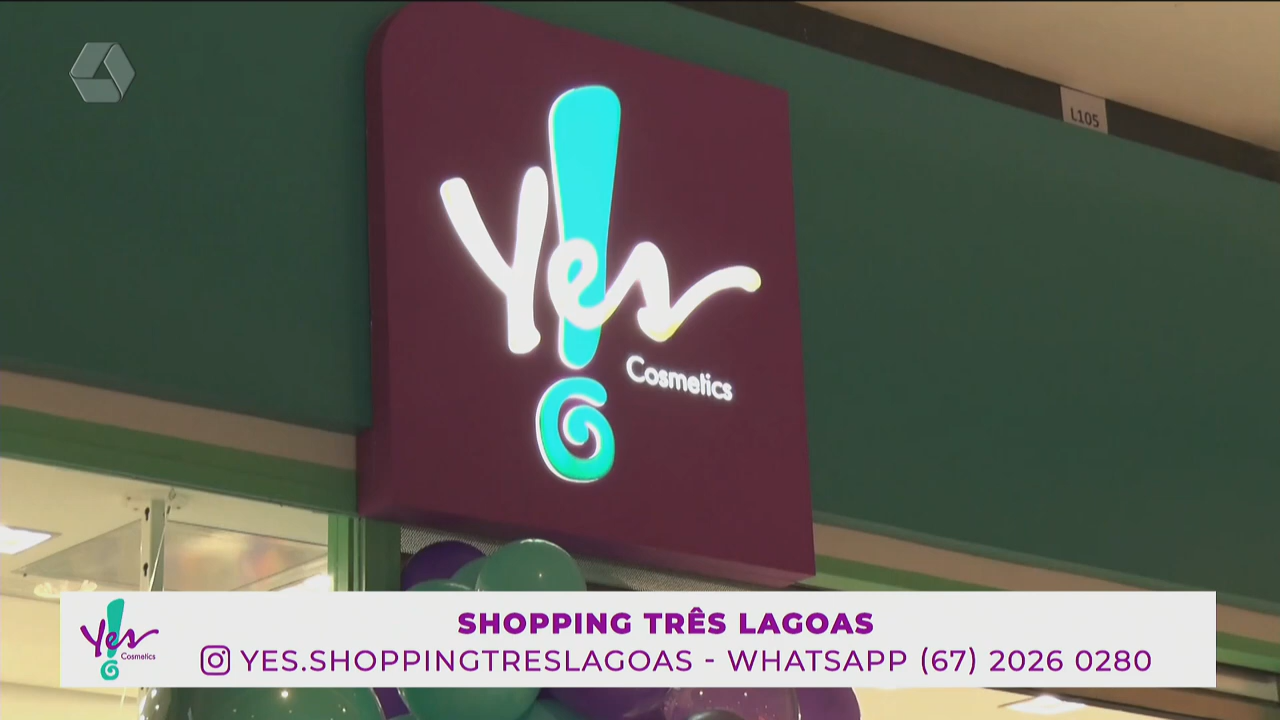 L105
Yes!
Cosmetics
Yes!
Cosmetics
SHOPPING TRÊS LAGOAS
YES.SHOPPINGTRESLAGOAS - WHATSAPP (67) 2026 0280